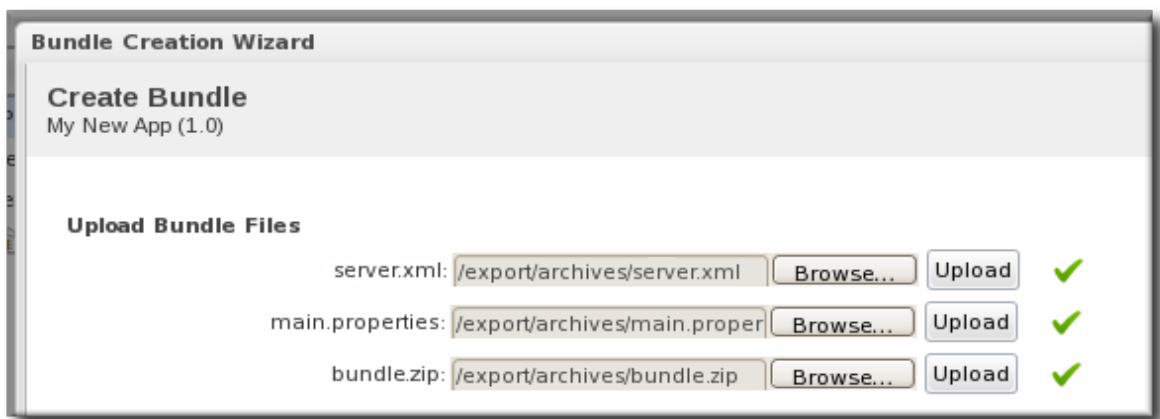 Bundle Creation Wizard
Create Bundle
My New App (1.0)
Upload Bundle Files
server.xml: /export/archives/server.xml Browse... Upload
main.properties: /export/archives/main.proper Browse... Upload
bundle.zip: /export/archives/bundle.zip Browse... Upload